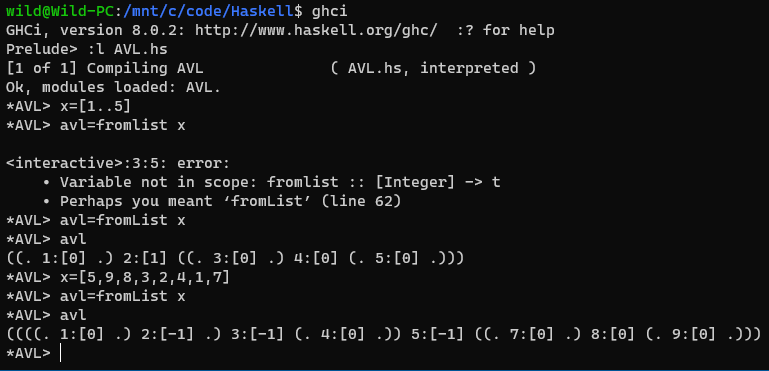 wild@Wild-PC:/mnt/c/code/Haskell$ ghci
GHCi, version 8.0.2: http://www.haskell.org/ghc/  :? for help
Prelude> :l AVL.hs
[1 of 1] Compiling AVL              ( AVL.hs, interpreted )
Ok, modules loaded: AVL.
*AVL> x=[1..5]
*AVL> avl=fromlist x

<interactive>:3:5: error:
    • Variable not in scope: fromlist :: [Integer] -> t
    • Perhaps you meant ‘fromList’ (line 62)
*AVL> avl=fromList x
*AVL> avl
((. 1:[0] .) 2:[1] ((. 3:[0] .) 4:[0] (. 5:[0] .)))
*AVL> x=[5,9,8,3,2,4,1,7]
*AVL> avl=fromList x
*AVL> avl
((((. 1:[0] .) 2:[-1] .) 3:[-1] (. 4:[0] .)) 5:[-1] ((. 7:[0] .) 8:[0] (. 9:[0] .)))
*AVL>